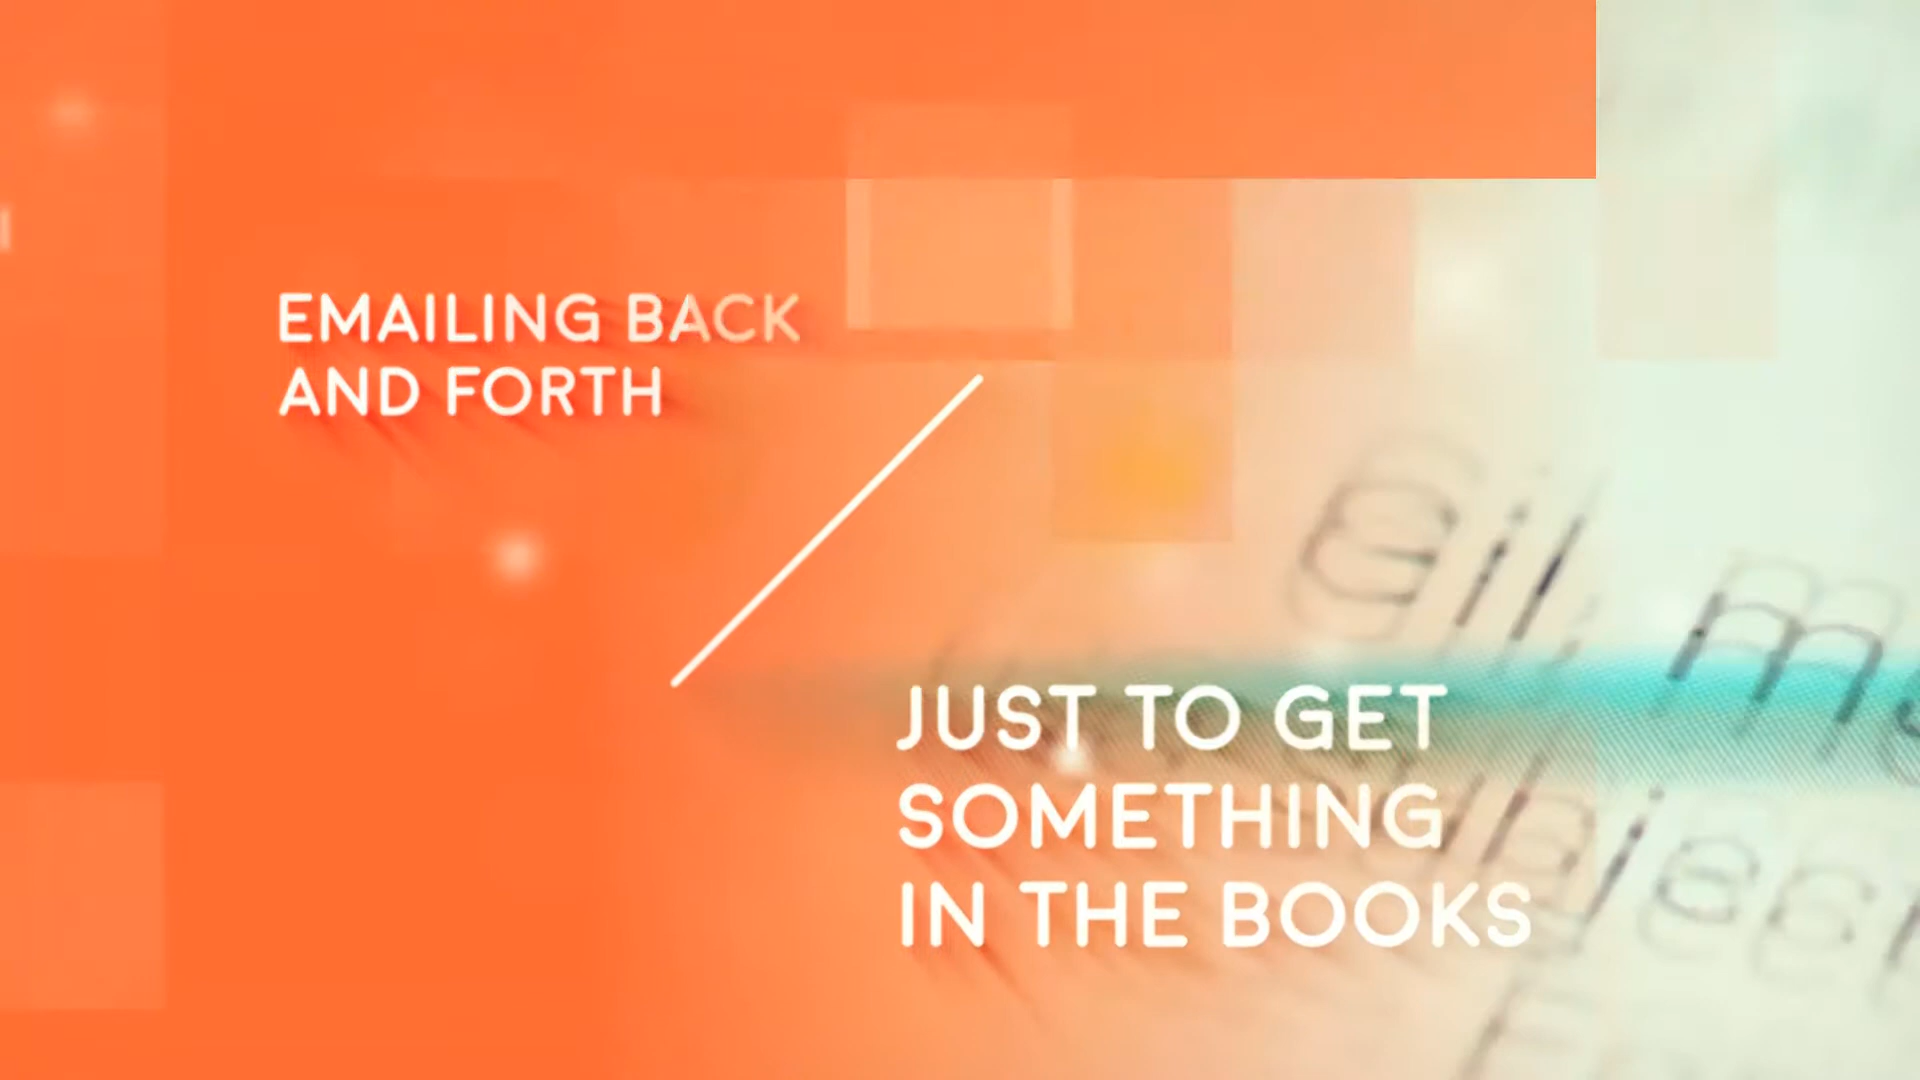 EMAILING BACK
AND FORTH
JUST TO GET
SOMETHING
IN THE BOOKS